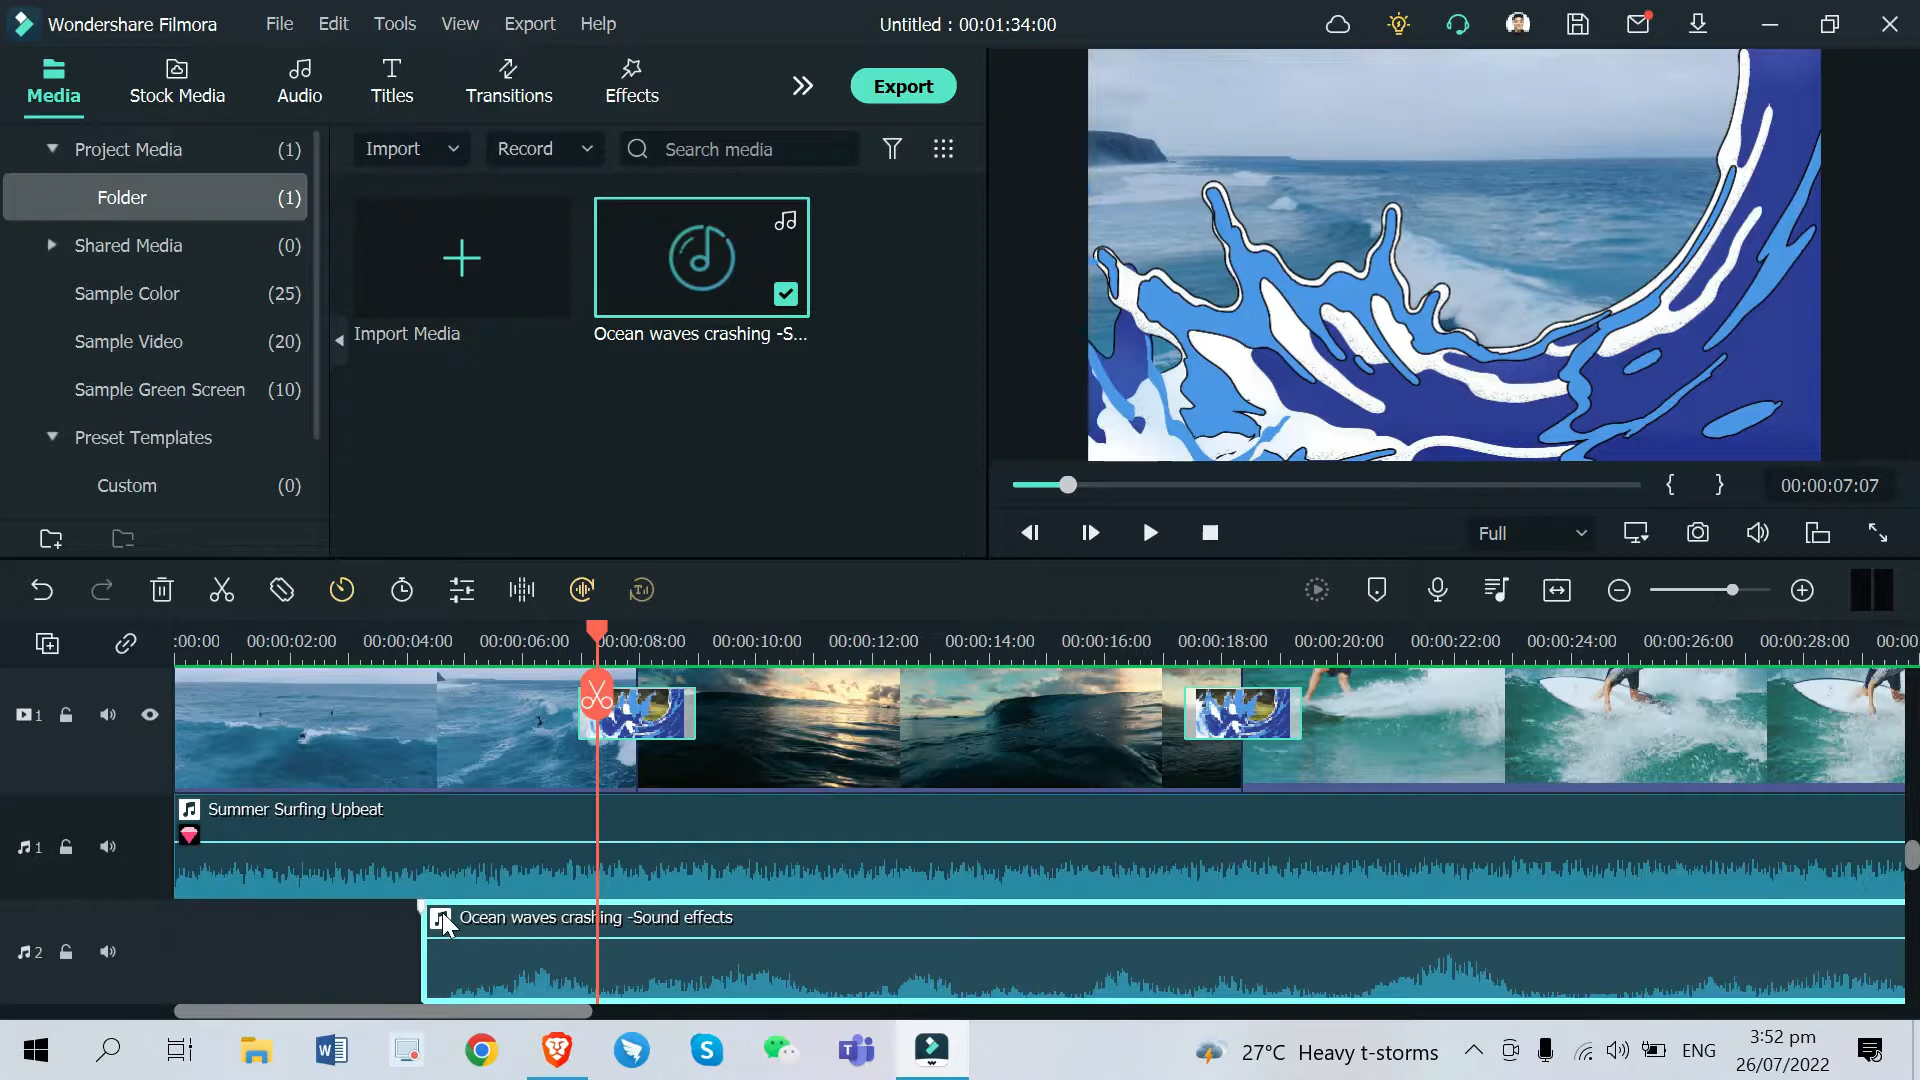 Wondershare Filmora File Edit Tools View Export Help Untitled : 00:01:34:00
Media Stock Media Audio Titles Transitions Effects Export
Project Media (1)
Folder (1)
Shared Media (0)
Sample Color (25)
Sample Video (20)
Sample Green Screen (10)
Preset Templates
Custom (0)
Import Record Search media
Import Media Ocean waves crashing -S...
{ } 00:00:07:07
Full
:00:00 00:00:02:00 00:00:04:00 00:00:06:00 00:00:08:00 00:00:10:00 00:00:12:00 00:00:14:00 00:00:16:00 00:00:18:00 00:00:20:00 00:00:22:00 00:00:24:00 00:00:26:00 00:00:28:00 00:00
1
Summer Surfing Upbeat
1
Ocean waves crashing -Sound effects
2
27°C Heavy t-storms ENG 3:52 pm
26/07/2022